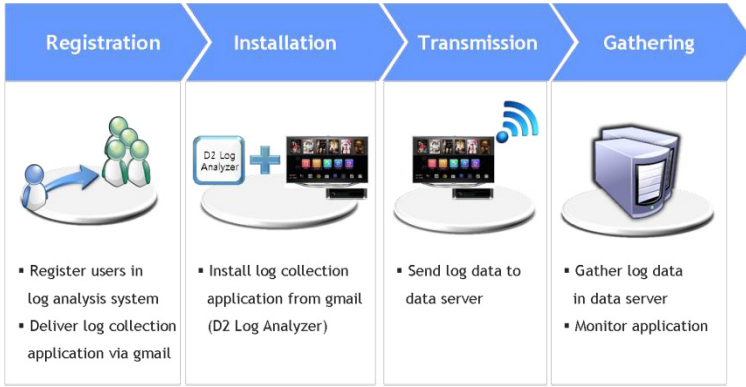 Registration
Installation
Transmission
Gathering
D2 Log
Analyzer
▪ Register users in
log analysis system
▪ Deliver log collection
application via gmail
▪ Install log collection
application from gmail
(D2 Log Analyzer)
▪ Send log data to
data server
▪ Gather log data
in data server
▪ Monitor application